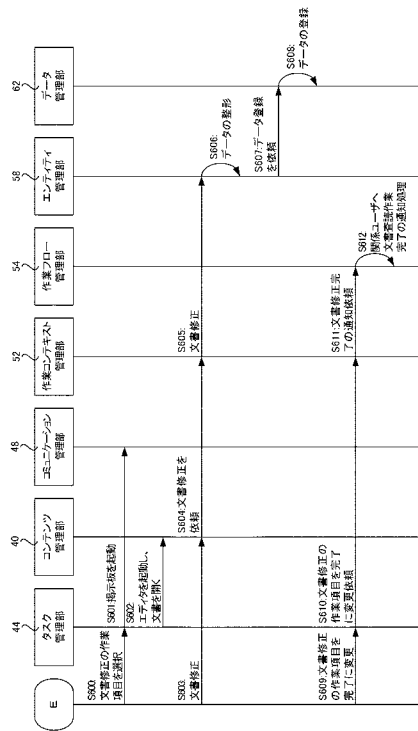 E
44
タスク
管理部
40
コンテンツ
管理部
48
コミュニケーション
管理部
52
作業コンテキスト
管理部
54
作業フロー
管理部
58
エンティティ
管理部
62
データ
管理部
S600:
文書修正の作業
項目を選択
S601:掲示板を起動
S602:
エディタを起動し、
文書を開く
S603:
文書修正
S604:文書修正を
依頼
S605:
文書修正
S606:
データの整形
S607:データ登録
を依頼
S608:
データの登録
S609:文書修正
の作業項目を
完了に変更
S610:文書修正の
作業項目を完了
に変更依頼
S611:文書修正完
了の通知依頼
S612
関係ユーザへ
文書査読作業
完了の通知処理